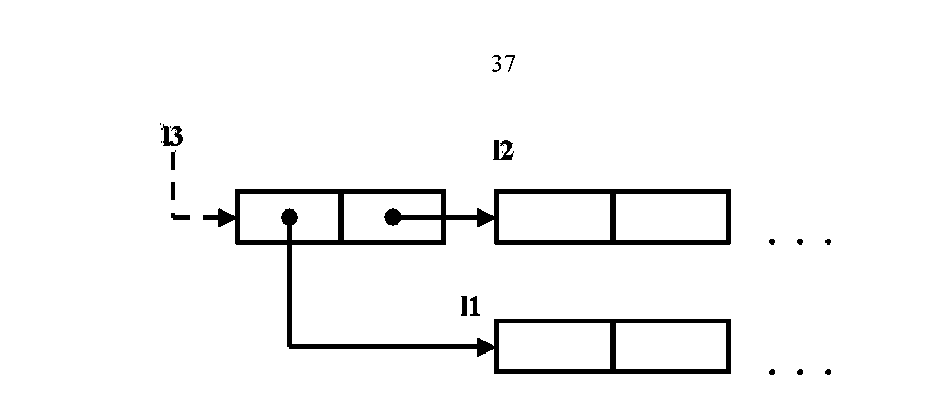 37
l3
l2
l1
. . .
. . .